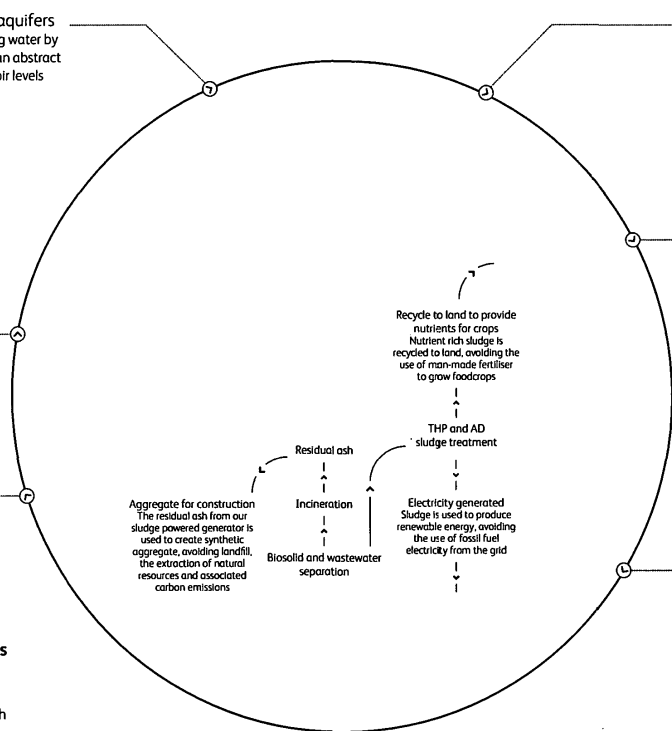 aquifers
g water by
an abstract
oir levels
Recycle to land to provide
nutrients for crops
Nutrient rich sludge is
recycled to land, avoiding the
use of man-made fertiliser
to grow foodcrops
THP and AD
sludge treatment
Residual ash
Aggregate for construction
The residual ash from our
sludge powered generator is
used to create synthetic
aggregate, avoiding landfill,
the extraction of natural
resources and associated
carbon emissions
Incineration
Biosolid and wastewater
separation
Electricity generated
Sludge is used to produce
renewable energy, avoiding
the use of fossil fuel
electricity from the grid
s
h